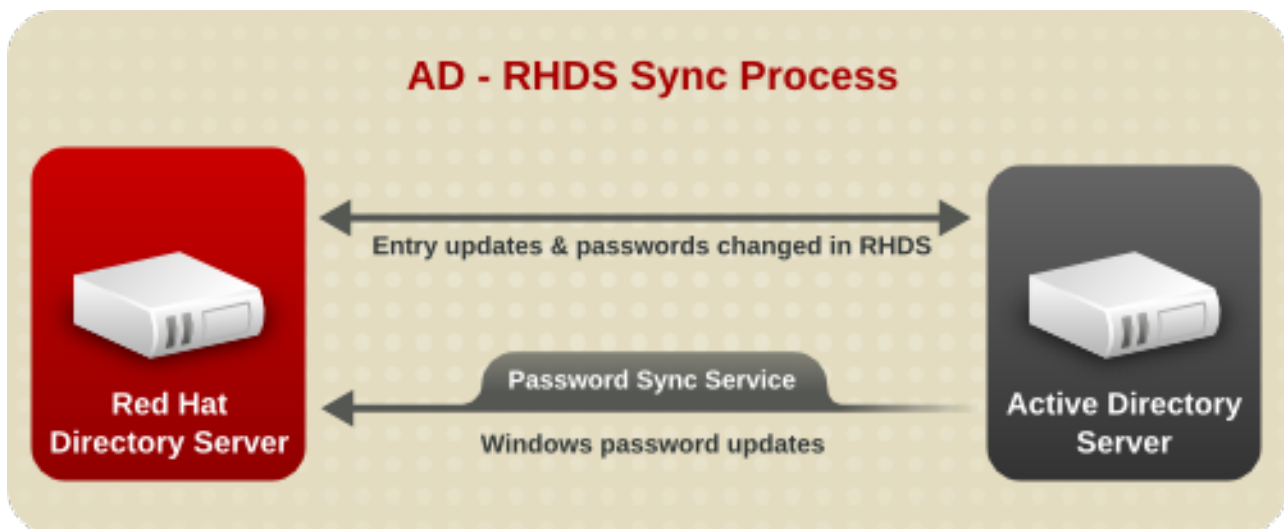 AD - RHDS Sync Process
Entry updates & passwords changed in RHDS
Password Sync Service
Windows password updates
Red Hat
Directory Server
Active Directory
Server